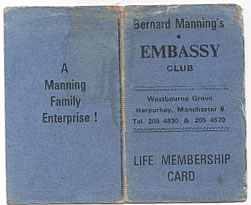 A
Manning
Family
Enterprise !
Bernard Manning's
EMBASSY
CLUB
Westbourne Grove
Harpurhey, Manchester 9.
Tel. 205 4830 & 205 4570
LIFE MEMBERSHIP
CARD